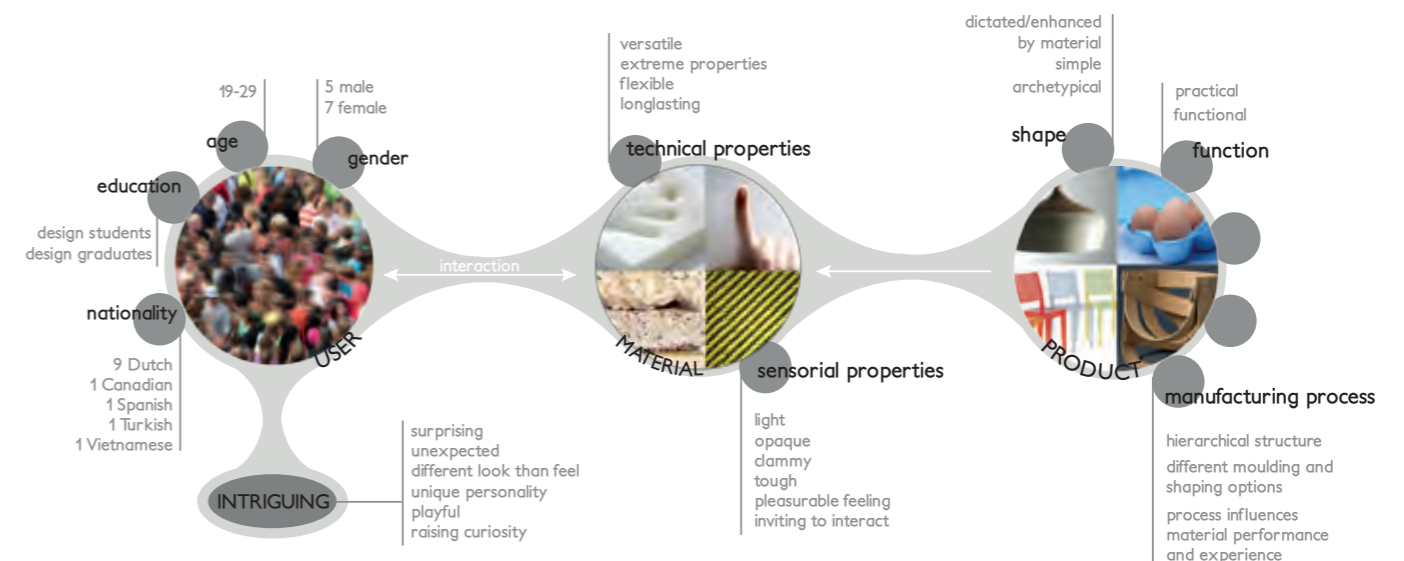 19-29
5 male
7 female
age
gender
education
design students
design graduates
nationality
9 Dutch
1 Canadian
1 Spanish
1 Turkish
1 Vietnamese
USER
interaction
INTRIGUING
surprising
unexpected
different look than feel
unique personality
playful
raising curiosity
versatile
extreme properties
flexible
longlasting
technical properties
MATERIAL
sensorial properties
light
opaque
clammy
tough
pleasurable feeling
inviting to interact
dictated/enhanced
by material
simple
archetypical
shape
practical
functional
function
PRODUCT
manufacturing process
hierarchical structure
different moulding and
shaping options
process influences
material performance
and experience